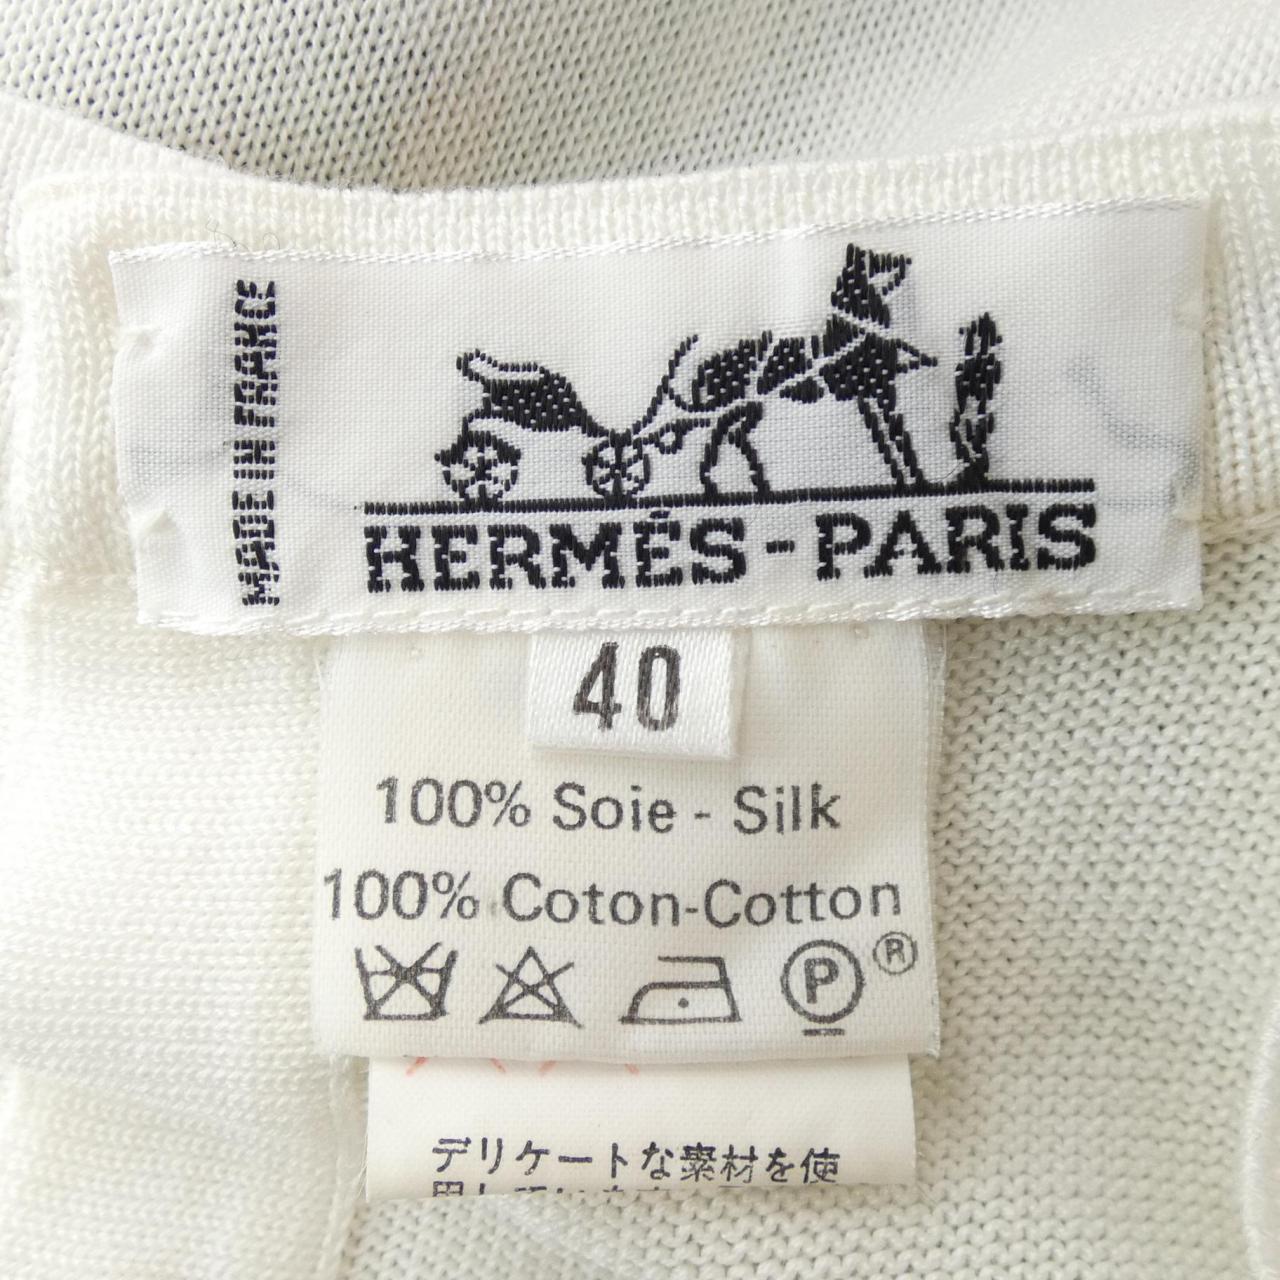 MADE IN FRANCE
HERMÈS-PARIS
40
100% Soie - Silk
100% Coton-Cotton
P ®
デリケートな素材を使